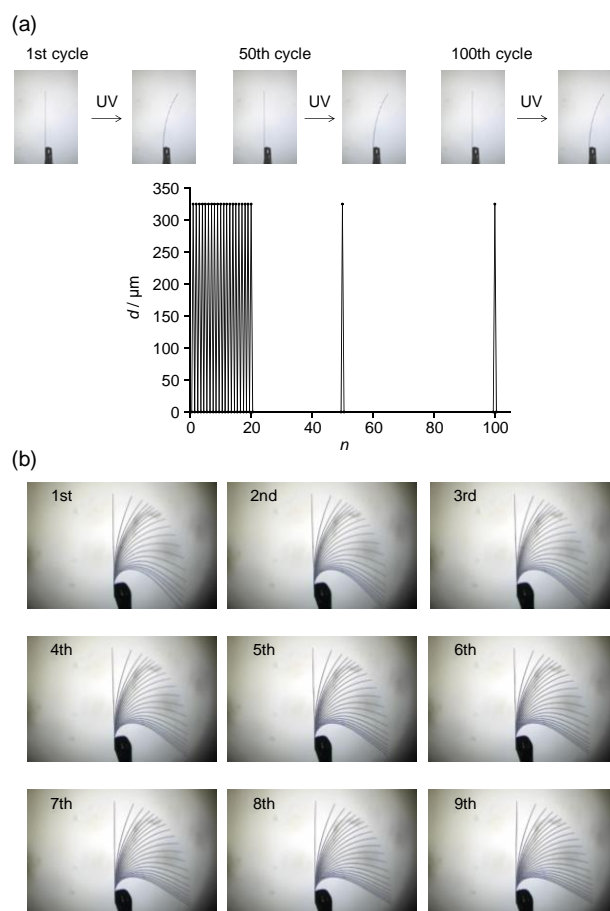 (a)
1st cycle 50th cycle 100th cycle
UV UV UV
350
300
250
200
150
100
50
0
d / μm
0 20 40 60 80 100
n
(b)
1st 2nd 3rd
4th 5th 6th
7th 8th 9th